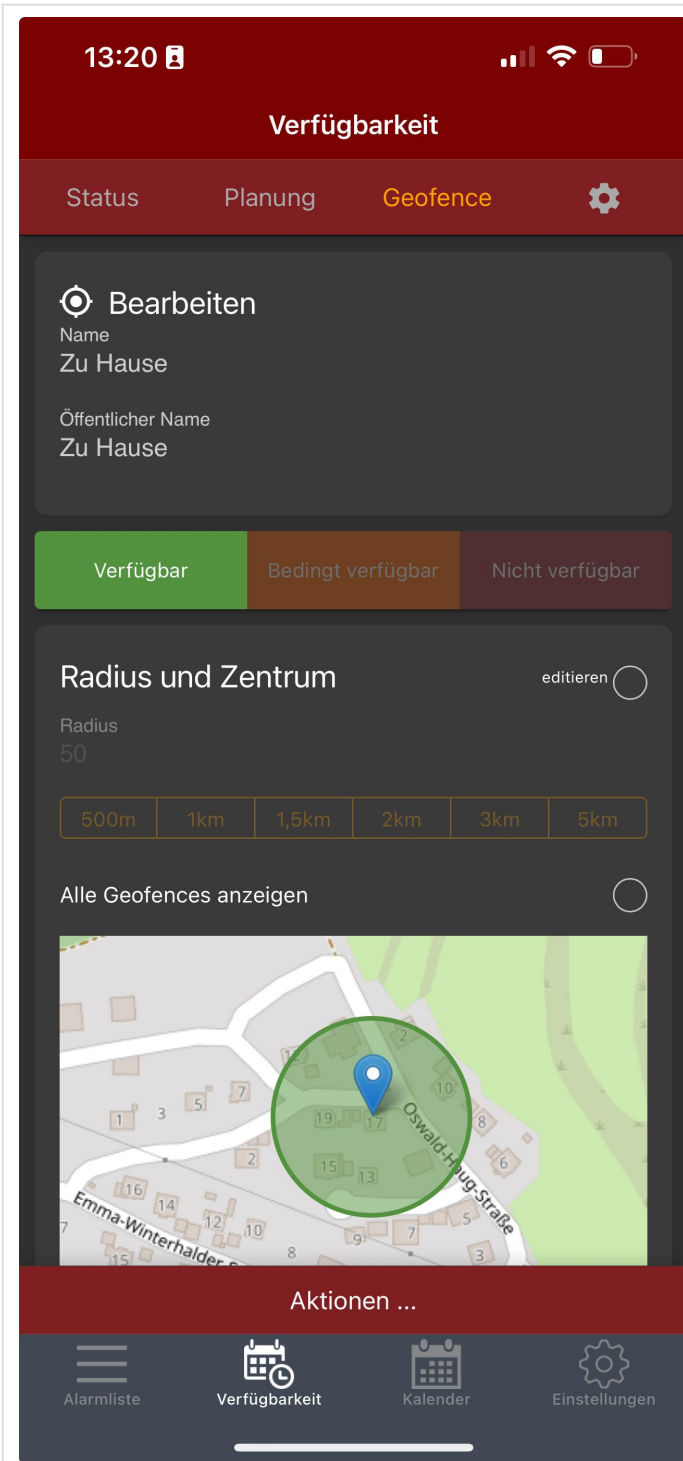 13:20
Verfügbarkeit
Status Planung Geofence
Bearbeiten
Name
Zu Hause
Öffentlicher Name
Zu Hause
Verfügbar Bedingt verfügbar Nicht verfügbar
Radius und Zentrum editieren
Radius
50
500m 1km 1,5km 2km 3km 5km
Alle Geofences anzeigen
12 2
7 10
5
1 3 19 17 8
Oswald-Haug-Straße
2 15 13 6
16 14
Emma-Winterhalder-
7 12 10 9 7 5
15 8 3
Aktionen ...
Alarmliste Verfügbarkeit Kalender Einstellungen